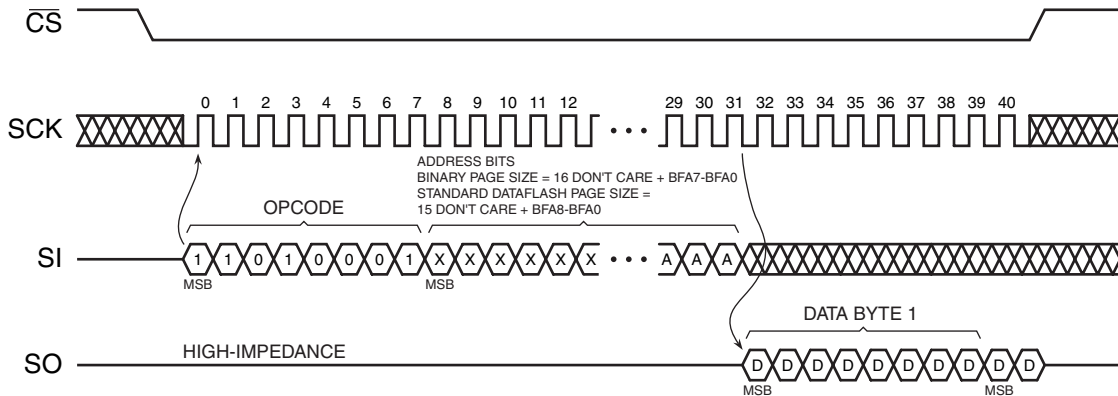 CS
0 1 2 3 4 5 6 7 8 9 10 11 12 29 30 31 32 33 34 35 36 37 38 39 40
SCK
ADDRESS BITS
BINARY PAGE SIZE = 16 DON'T CARE + BFA7-BFA0
STANDARD DATAFLASH PAGE SIZE =
15 DON'T CARE + BFA8-BFA0
OPCODE
SI 1 1 0 1 0 0 0 1 X X X X X X • • • A A A
MSB MSB
DATA BYTE 1
HIGH-IMPEDANCE
SO D D D D D D D D D D
MSB MSB